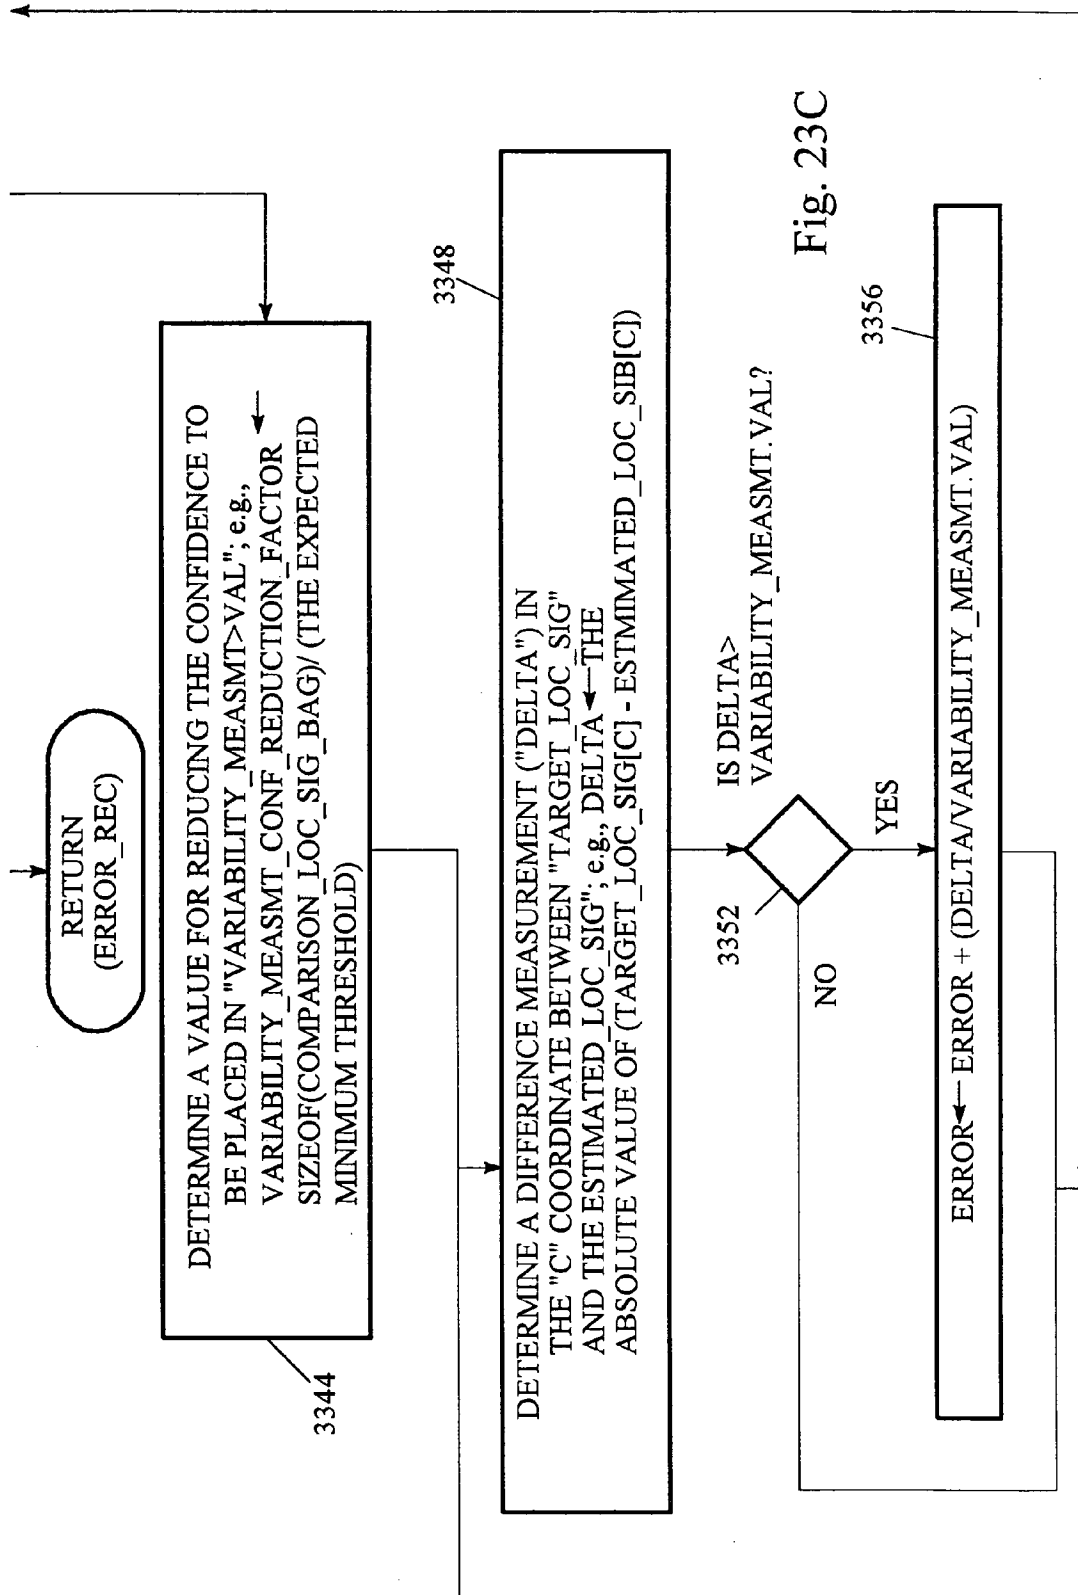 RETURN
(ERROR_REC)
DETERMINE A VALUE FOR REDUCING THE CONFIDENCE TO
BE PLACED IN "VARIABILITY_MEASMT>VAL"; e.g.,
VARIABILITY_MEASMT_CONF_REDUCTION_FACTOR ←
SIZEOF(COMPARISON_LOC_SIG_BAG)/ (THE EXPECTED
MINIMUM THRESHOLD)
3344
DETERMINE A DIFFERENCE MEASUREMENT ("DELTA") IN
THE "C" COORDINATE BETWEEN "TARGET_LOC_SIG"
AND THE ESTIMATED_LOC_SIG"; e.g., DELTA ← THE
ABSOLUTE VALUE OF (TARGET_LOC_SIG[C] - ESTMIMATED_LOC_SIB[C])
3348
IS DELTA>
VARIABILITY_MEASMT.VAL?
3352
NO
YES
ERROR ← ERROR + (DELTA/VARIABILITY_MEASMT.VAL)
3356
Fig. 23C